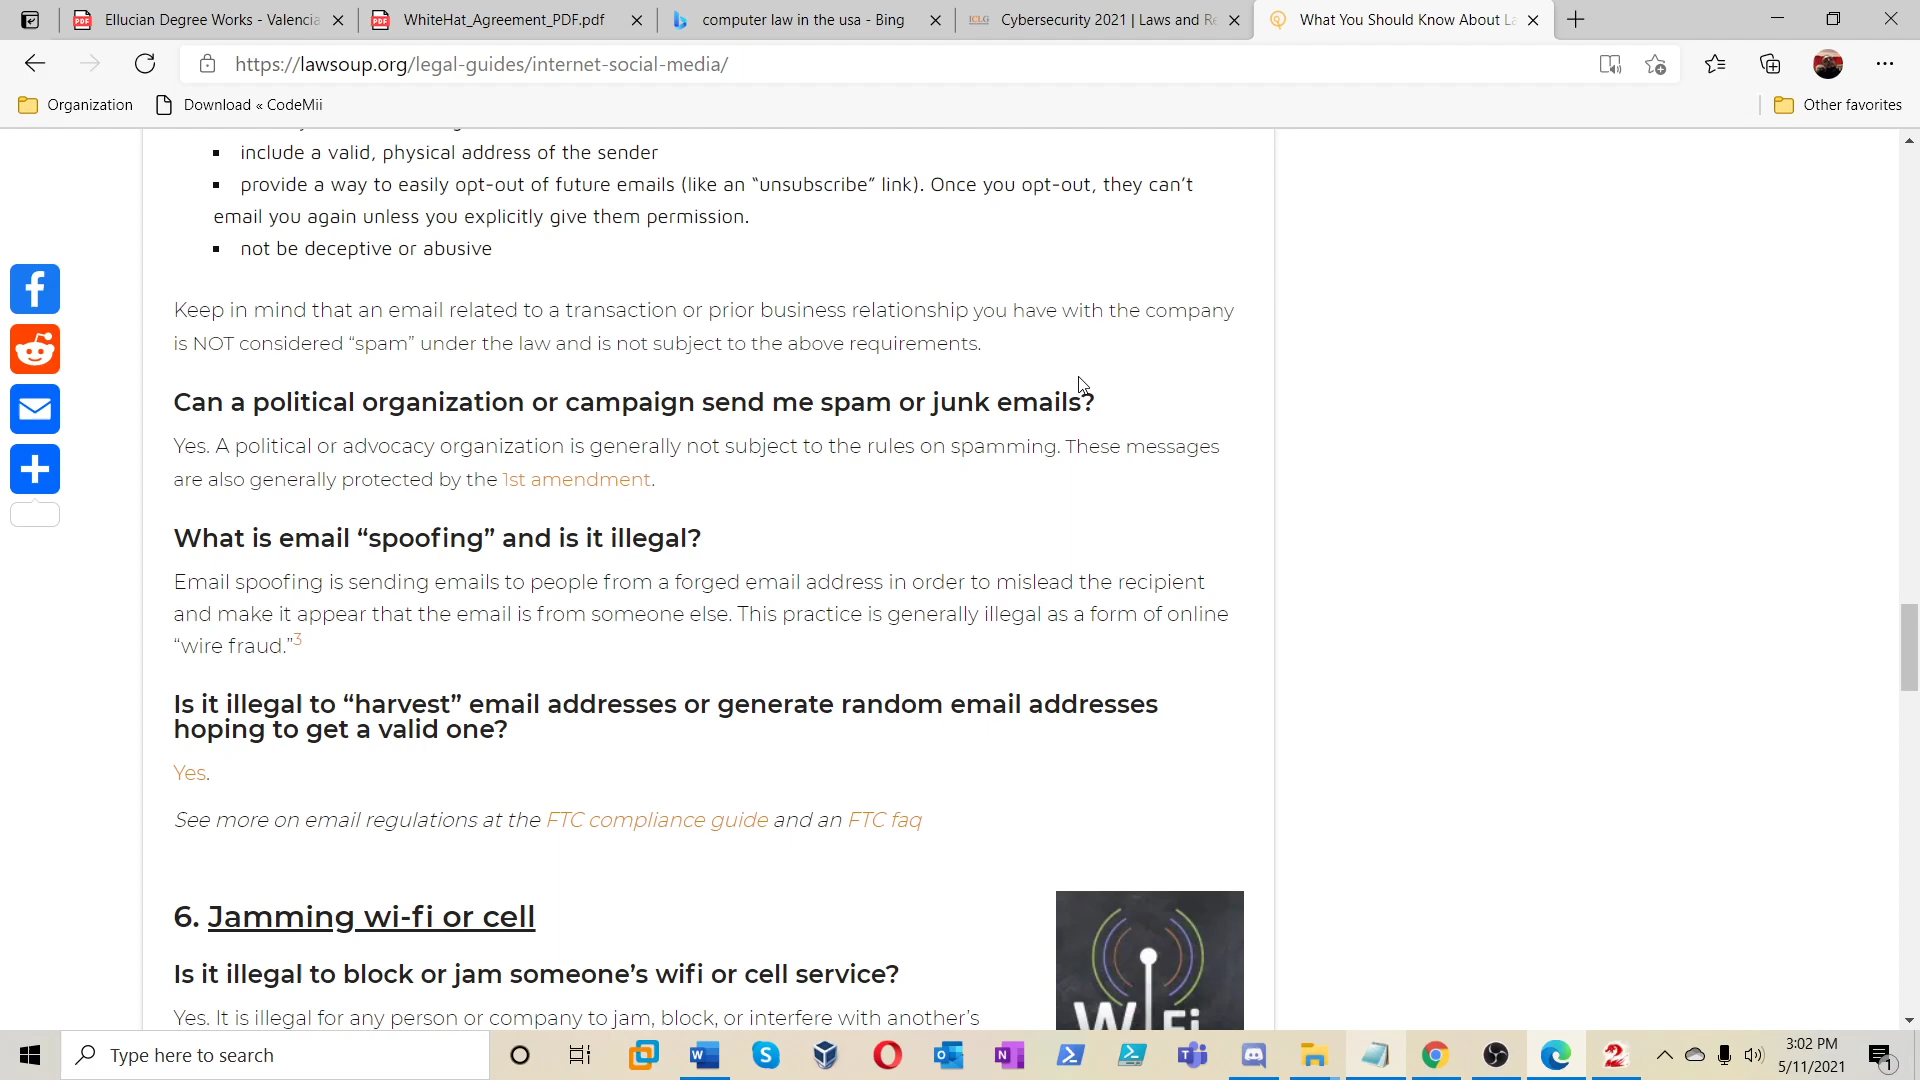 Ellucian Degree Works - Valencia
WhiteHat_Agreement_PDF.pdf
computer law in the usa - Bing
ICLG Cybersecurity 2021 | Laws and Re
What You Should Know About La
https://lawsoup.org/legal-guides/internet-social-media/
Organization
Download « CodeMii
Other favorites
▪ include a valid, physical address of the sender
▪ provide a way to easily opt-out of future emails (like an “unsubscribe” link). Once you opt-out, they can’t
email you again unless you explicitly give them permission.
▪ not be deceptive or abusive
Keep in mind that an email related to a transaction or prior business relationship you have with the company
is NOT considered “spam” under the law and is not subject to the above requirements.
Can a political organization or campaign send me spam or junk emails?
Yes. A political or advocacy organization is generally not subject to the rules on spamming. These messages
are also generally protected by the 1st amendment.
What is email “spoofing” and is it illegal?
Email spoofing is sending emails to people from a forged email address in order to mislead the recipient
and make it appear that the email is from someone else. This practice is generally illegal as a form of online
“wire fraud.”3
Is it illegal to “harvest” email addresses or generate random email addresses
hoping to get a valid one?
Yes.
See more on email regulations at the FTC compliance guide and an FTC faq
6. Jamming wi-fi or cell
Is it illegal to block or jam someone’s wifi or cell service?
Yes. It is illegal for any person or company to jam, block, or interfere with another’s
WiFi
Type here to search
3:02 PM
5/11/2021
1